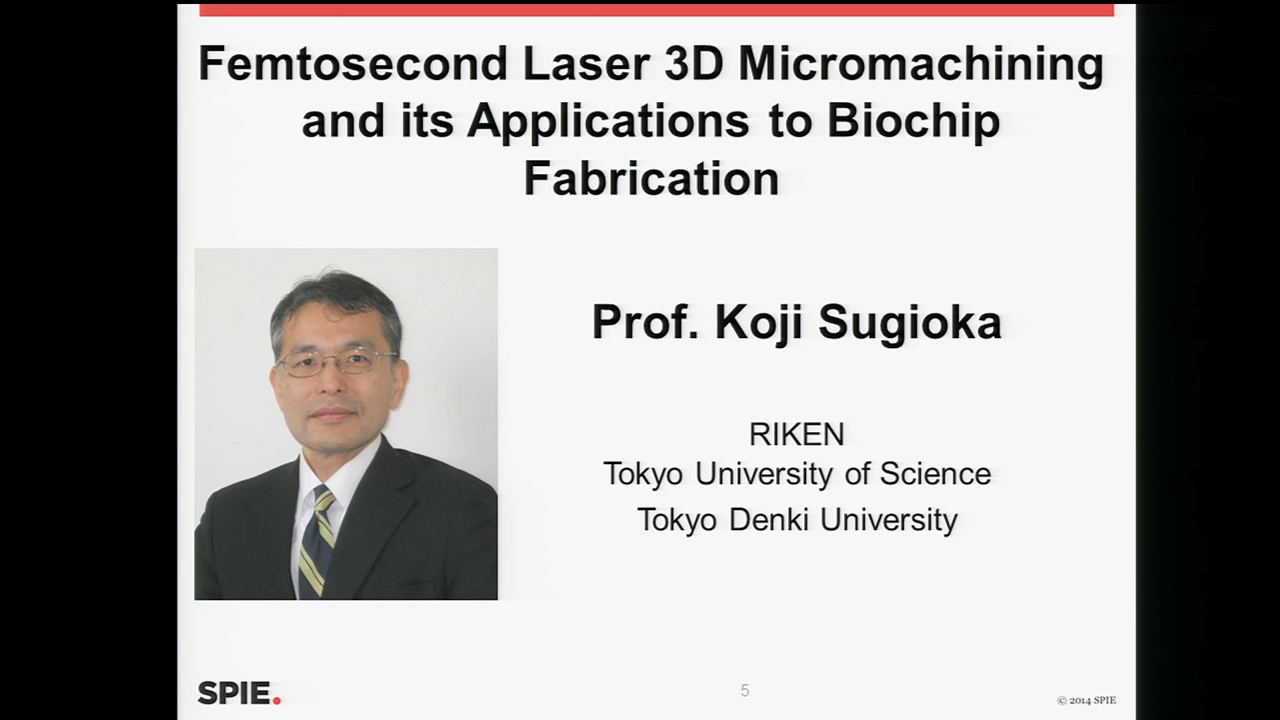 Femtosecond Laser 3D Micromachining
and its Applications to Biochip
Fabrication
Prof. Koji Sugioka
RIKEN
Tokyo University of Science
Tokyo Denki University
SPIE.
5
© 2014 SPIE